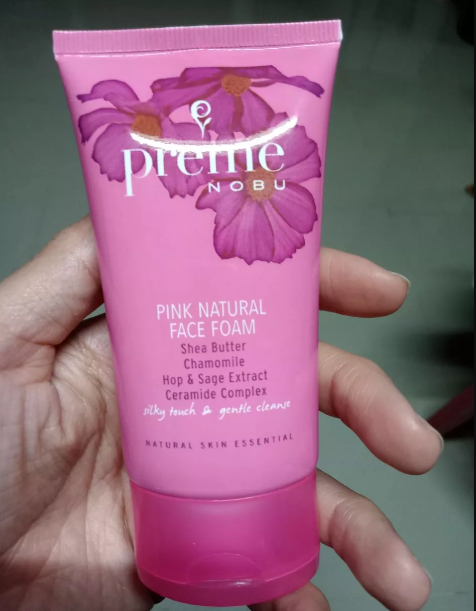 preme
NOBU
PINK NATURAL
FACE FOAM
Shea Butter
Chamomile
Hop & Sage Extract
Ceramide Complex
silky touch & gentle cleanse
NATURAL SKIN ESSENTIAL